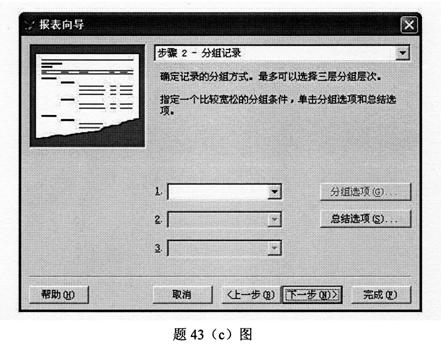 报表向导
步骤 2 - 分组记录
确定记录的分组方式。最多可以选择三层分组层次。
指定一个比较宽松的分组条件，单击分组选项和总结选
项。
1.
分组选项(G)...
2.
总结选项(S)...
3.
帮助(H)
取消
<上一步(B)
下一步(N)>
完成(F)
题 43（c）图